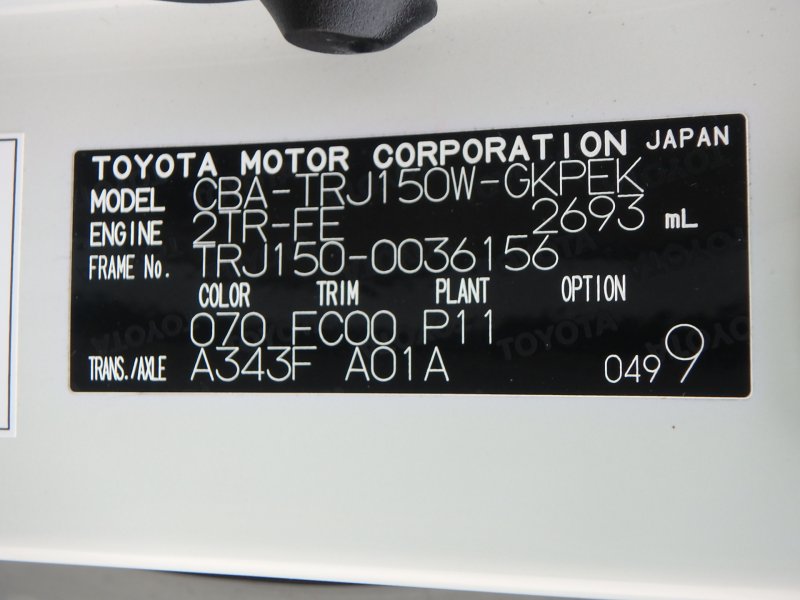 TOYOTA MOTOR CORPORATION JAPAN
MODEL CBA-TRJ150W-GKPEK
ENGINE 2TR-FE 2693 mL
FRAME No. TRJ150-0036156
COLOR TRIM PLANT OPTION
070 FC00 P11
TRANS./AXLE A343F A01A 049 9